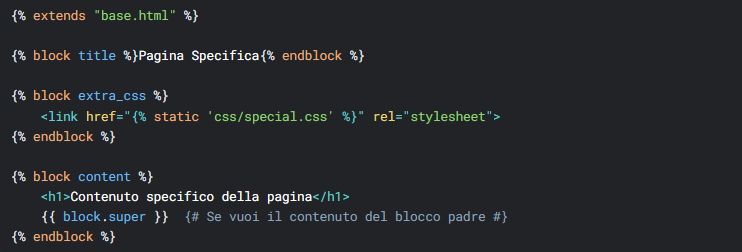 {% extends "base.html" %}
{% block title %}Pagina Specifica{% endblock %}
{% block extra_css %}
    <link href="{% static 'css/special.css' %}" rel="stylesheet">
{% endblock %}
{% block content %}
    <h1>Contenuto specifico della pagina</h1>
    {{ block.super }}  {# Se vuoi il contenuto del blocco padre #}
{% endblock %}